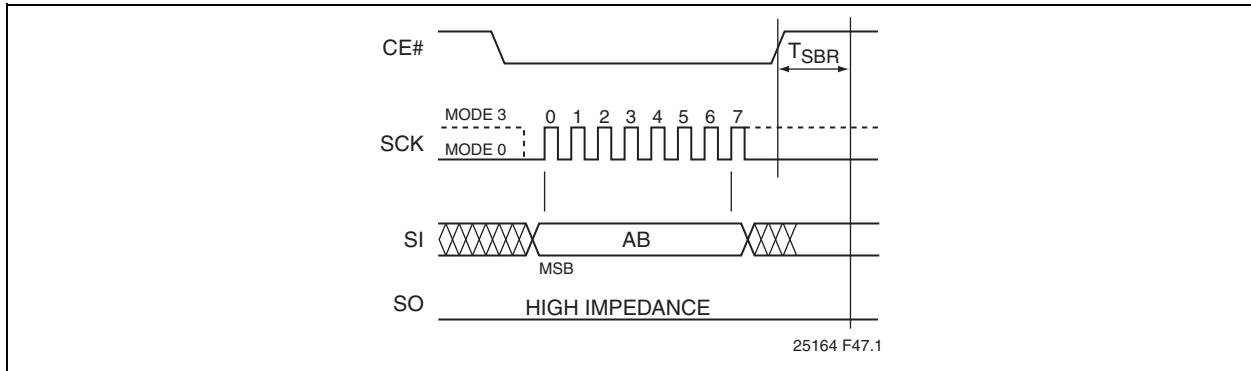 CE#
TSBR
MODE 3
0 1 2 3 4 5 6 7
SCK
MODE 0
SI
AB
MSB
SO
HIGH IMPEDANCE
25164 F47.1